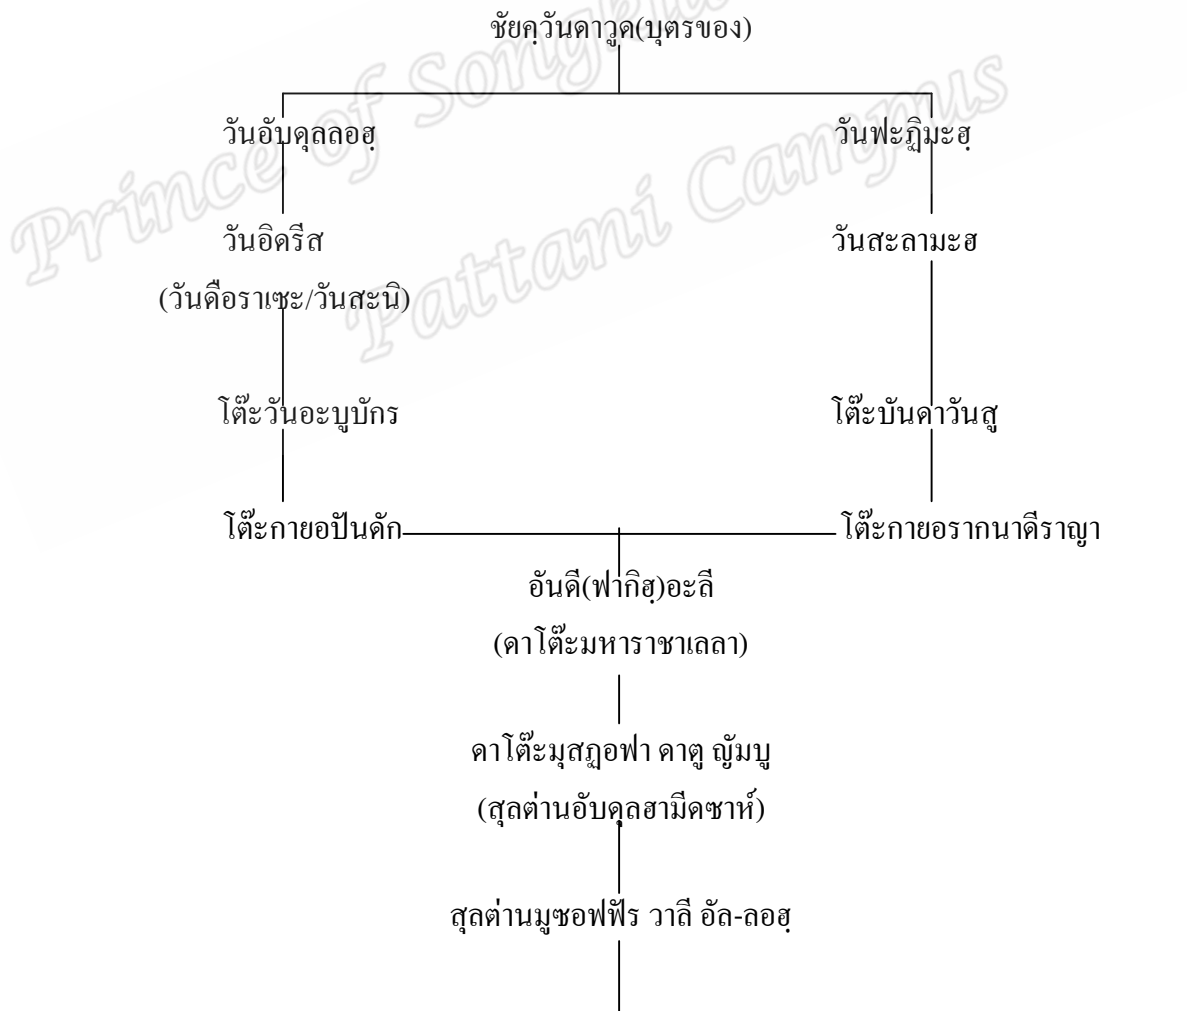 ชัยคฺวันดาวูด(บุตรของ)
วันอับดุลลอฮฺ
วันฟะฏิมะฮฺ
วันอิดรีส
วันสะลามะฮ
(วันดือราเซะ/วันสะนิ)
โต๊ะวันอะบูบักร
โต๊ะบันดาวันสู
โต๊ะกายอปันดัก
โต๊ะกายอรากนาดีราญา
อันดี(ฟากิฮฺ)อะลี
(ดาโต๊ะมหาราชาเลลา)
ดาโต๊ะมุสฏอฟา ดาตู ญัมบู
(สุลต่านอับดุลฮามีดซาห์)
สุลต่านมูซอฟฟัร วาลี อัล-ลอฮฺ
Prince of Songkla
Pattani Campus